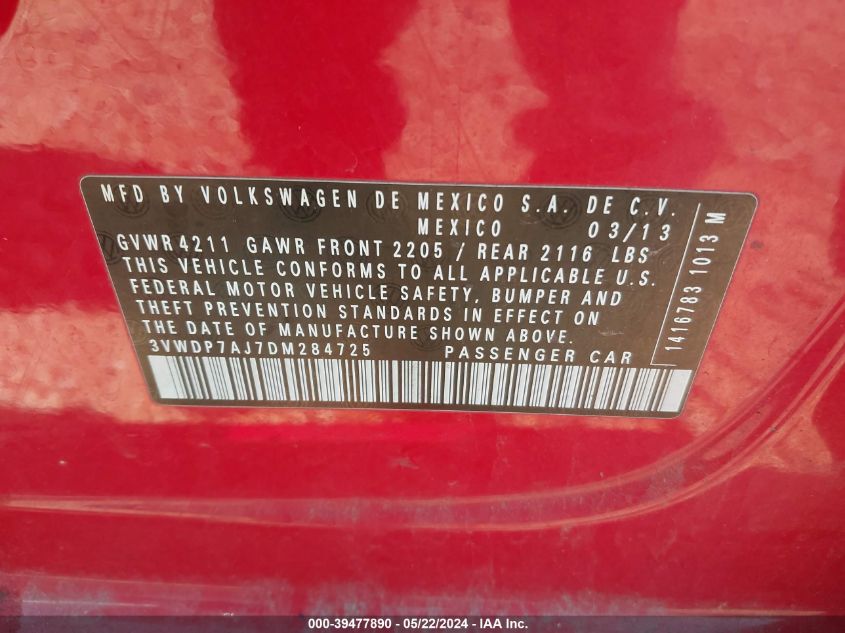 MFD BY VOLKSWAGEN DE MEXICO S.A. DE C.V.
MEXICO 03/13
GVWR 4211 GAWR FRONT 2205 / REAR 2116 LBS
THIS VEHICLE CONFORMS TO ALL APPLICABLE U.S.
FEDERAL MOTOR VEHICLE SAFETY, BUMPER AND
THEFT PREVENTION STANDARDS IN EFFECT ON
THE DATE OF MANUFACTURE SHOWN ABOVE.
3VWDP7AJ7DM284725 PASSENGER CAR
1416783 1013 M
000-39477890 - 05/22/2024 - IAA Inc.